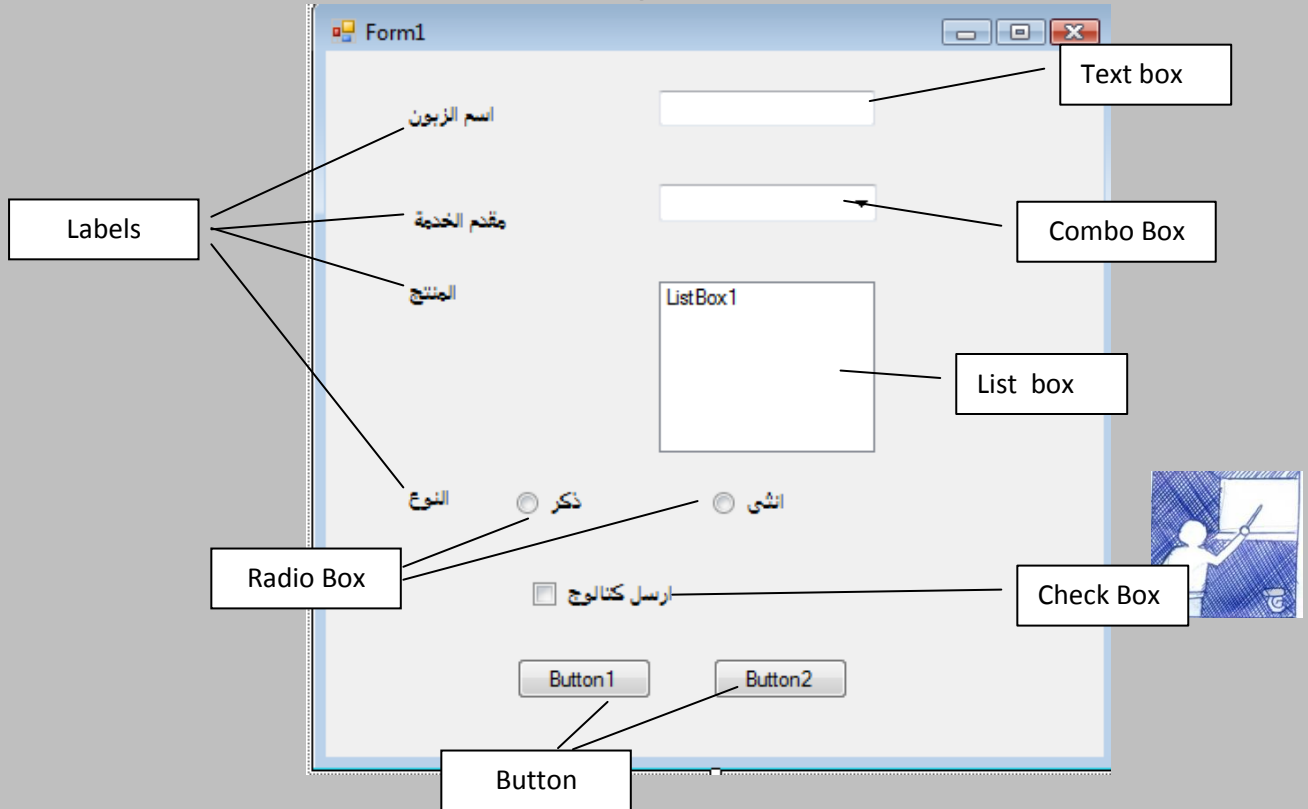 Form1
Text box
اسم الزبون
Labels
مقدم الخدمة
Combo Box
المنتج
ListBox1
List box
النوع
ذكر
انثى
Radio Box
ارسل كتالوج
Check Box
Button1
Button2
Button